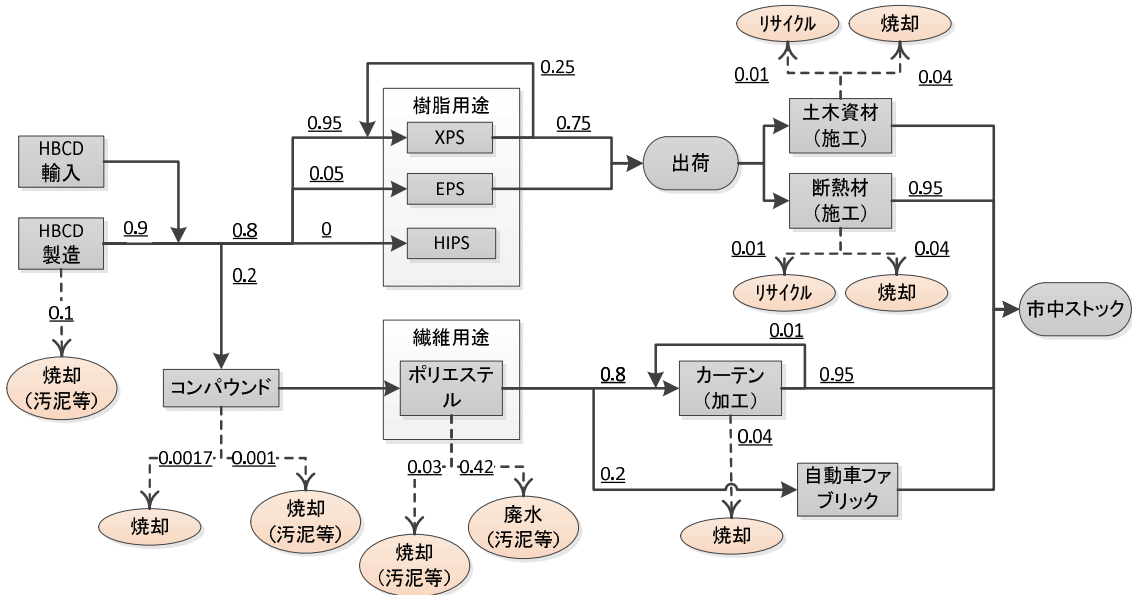 リサイクル
焼却
0.01
0.04
0.25
樹脂用途
XPS
0.95
0.75
土木資材
（施工）
HBCD
輸入
出荷
0.05
EPS
断熱材
（施工）
0.95
HBCD
製造
0.9
0.8
0
HIPS
0.2
0.01
0.04
リサイクル
焼却
市中ストック
0.1
焼却
（汚泥等）
繊維用途
コンパウンド
ポリエステ
ル
0.8
0.01
カーテン
（加工）
0.95
0.04
0.0017
0.001
0.03
0.42
0.2
自動車ファ
ブリック
焼却
焼却
（汚泥等）
焼却
（汚泥等）
廃水
（汚泥等）
焼却